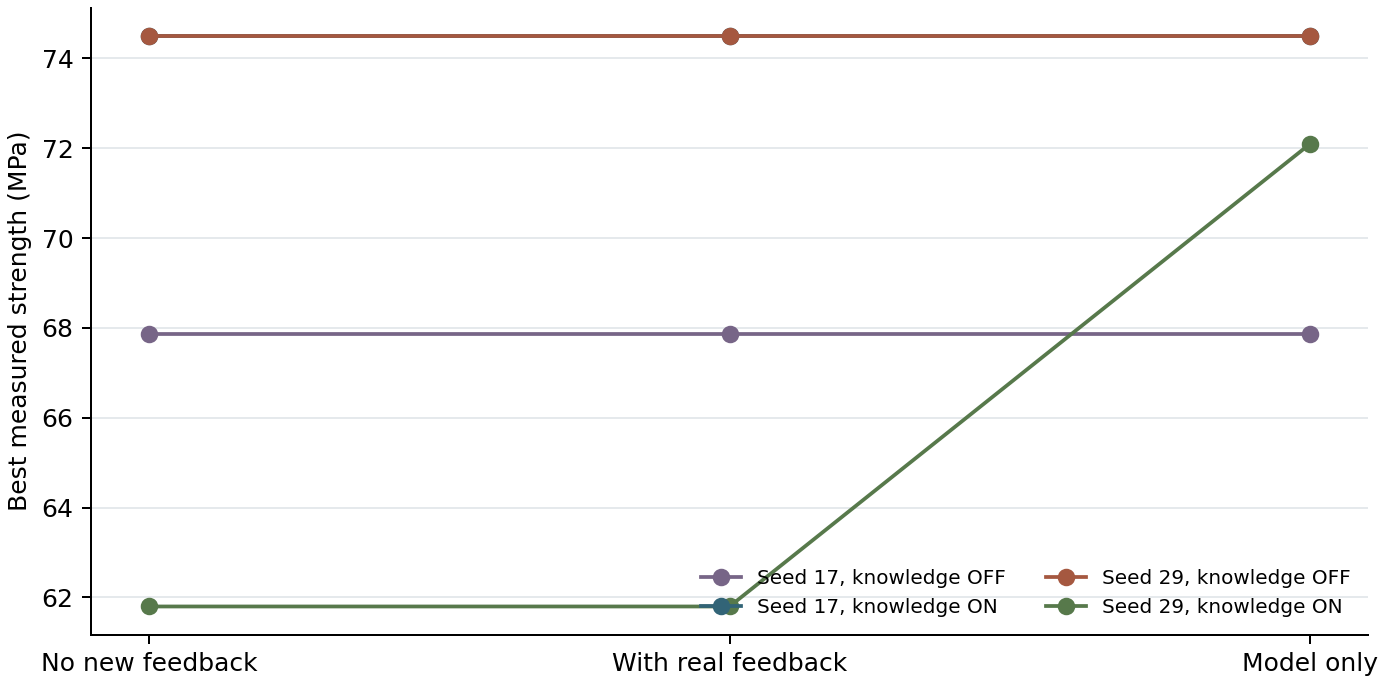 Best measured strength (MPa)
74
72
70
68
66
64
62
Seed 17, knowledge OFF
Seed 29, knowledge OFF
Seed 17, knowledge ON
Seed 29, knowledge ON
No new feedback
With real feedback
Model only